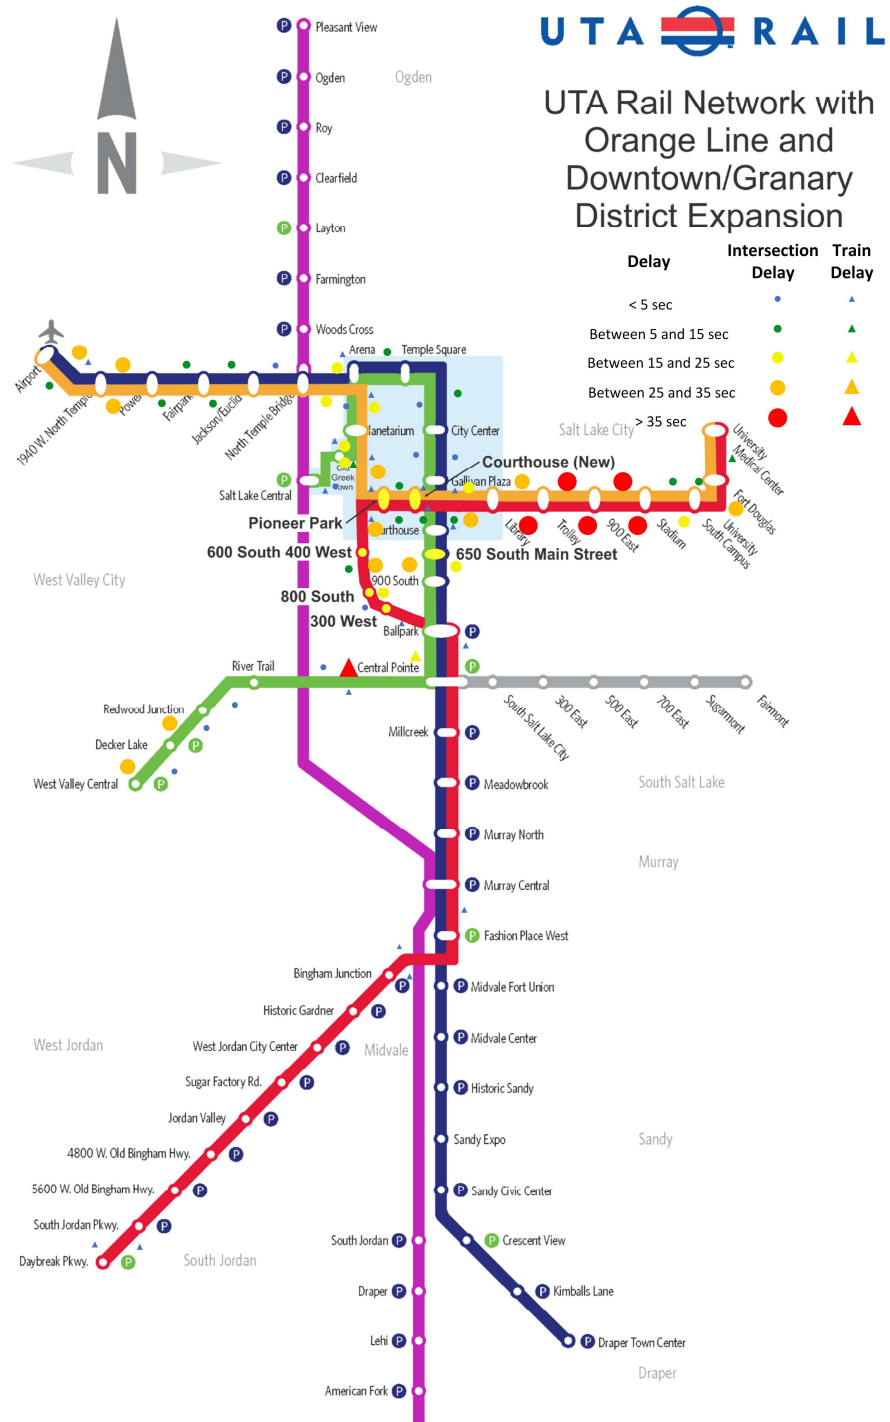 UTA RAIL
UTA Rail Network with
Orange Line and
Downtown/Granary
District Expansion
Delay
Intersection
Delay
Train
Delay
< 5 sec
Between 5 and 15 sec
Between 15 and 25 sec
Between 25 and 35 sec
> 35 sec
N
P Pleasant View
P Ogden
Ogden
P Roy
P Clearfield
P Layton
P Farmington
P Woods Cross
Arena
Temple Square
Airport
1940 W. North Temple
Power
Fairpark
Jackson/Euclid
North Temple Bridge
Planetarium
City Center
Salt Lake City
University
Medical Center
Courthouse (New)
Old
Greek
Town
Gallivan Plaza
P
Salt Lake Central
Fort Douglas
Pioneer Park
Courthouse
Library
Trolley
900 East
Stadium
University
South Campus
600 South 400 West
650 South Main Street
West Valley City
900 South
800 South
300 West
Ballpark P
River Trail
Central Pointe P
Redwood Junction
South Salt Lake City
300 East
500 East
700 East
Sugarmont
Fairmont
Decker Lake P
Millcreek P
West Valley Central P
P Meadowbrook
South Salt Lake
P Murray North
Murray
P Murray Central
P Fashion Place West
Bingham Junction
P
P Midvale Fort Union
Historic Gardner P
P Midvale Center
West Jordan
West Jordan City Center P
Midvale
Sugar Factory Rd. P
P Historic Sandy
Jordan Valley P
Sandy Expo
Sandy
4800 W. Old Bingham Hwy. P
5600 W. Old Bingham Hwy. P
P Sandy Civic Center
South Jordan Pkwy. P
South Jordan P
P Crescent View
Daybreak Pkwy. P
South Jordan
Draper P
P Kimballs Lane
Lehi P
P Draper Town Center
Draper
American Fork P